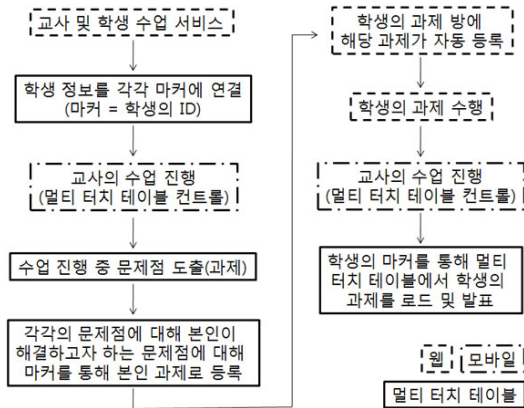 교사 및 학생 수업 서비스
학생 정보를 각각 마커에 연결
(마커 = 학생의 ID)
교사의 수업 진행
(멀티 터치 테이블 컨트롤)
수업 진행 중 문제점 도출(과제)
각각의 문제점에 대해 본인이
해결하고자 하는 문제점에 대해
마커를 통해 본인 과제로 등록
학생의 과제 방에
해당 과제가 자동 등록
학생의 과제 수행
교사의 수업 진행
(멀티 터치 테이블 컨트롤)
학생의 마커를 통해 멀티
터치 테이블에서 학생의
과제를 로드 및 발표
웹
모바일
멀티 터치 테이블